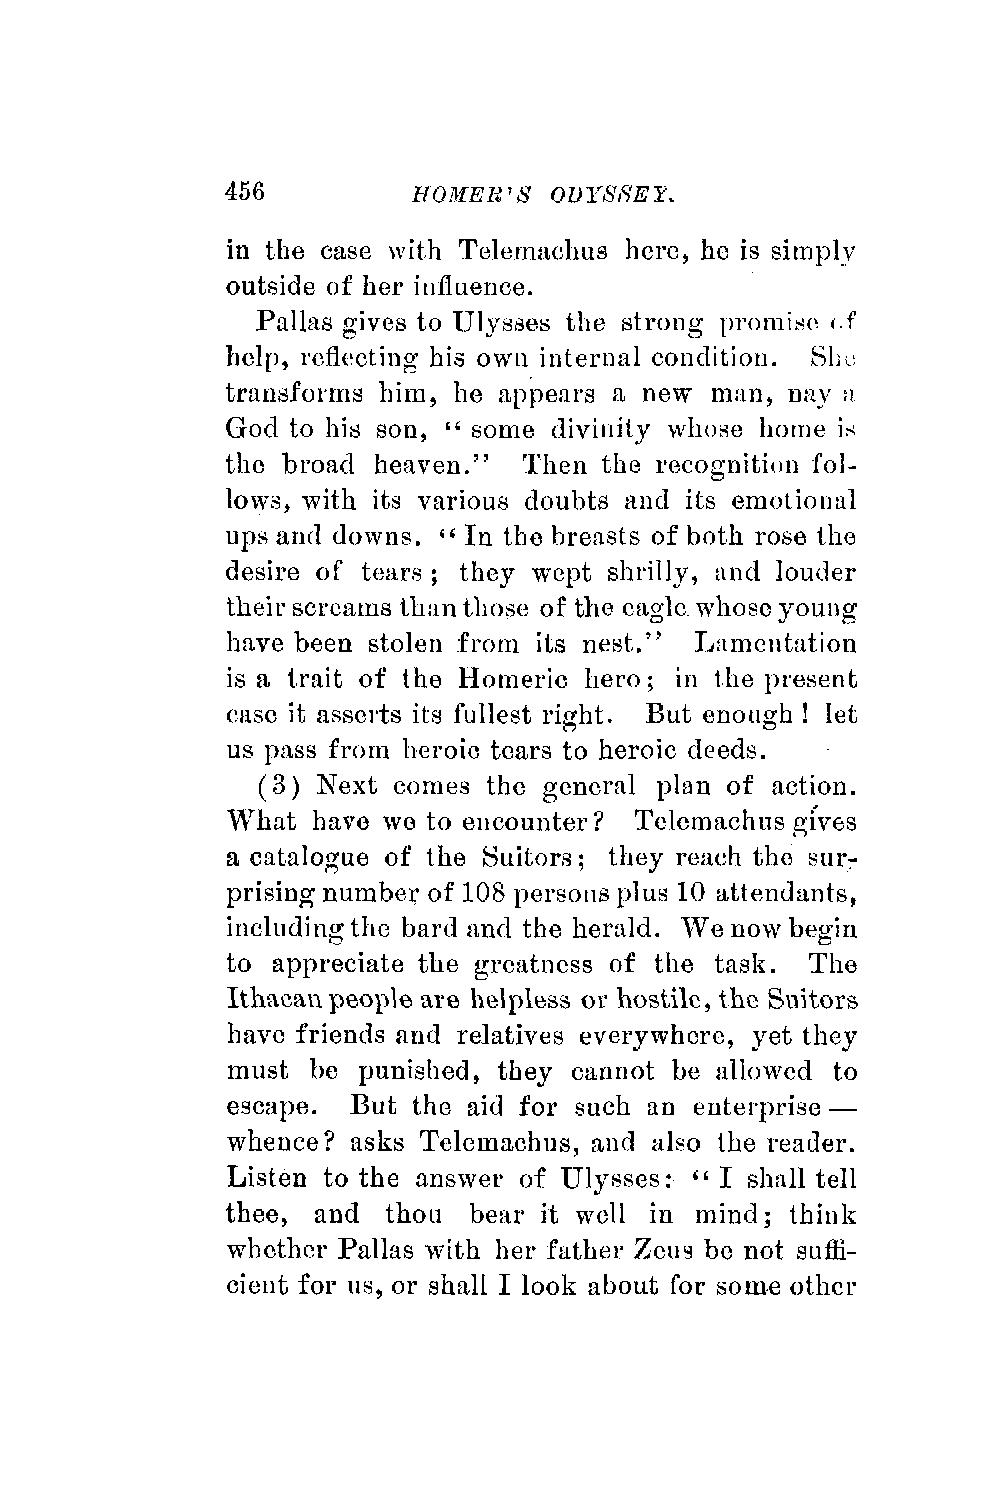 456 HOMER'S ODYSSEY.
in the case with Telemachus here, he is simply
outside of her influence.
Pallas gives to Ulysses the strong promise of
help, reflecting his own internal condition. She
transforms him, he appears a new man, nay a
God to his son, “ some divinity whose home is
the broad heaven.” Then the recognition fol-
lows, with its various doubts and its emotional
ups and downs. “ In the breasts of both rose the
desire of tears ; they wept shrilly, and louder
their screams than those of the eagle whose young
have been stolen from its nest.” Lamentation
is a trait of the Homeric hero; in the present
case it asserts its fullest right. But enough ! let
us pass from heroic tears to heroic deeds.
(3) Next comes the general plan of action.
What have we to encounter? Telemachus gives
a catalogue of the Suitors; they reach the sur-
prising number of 108 persons plus 10 attendants,
including the bard and the herald. We now begin
to appreciate the greatness of the task. The
Ithacan people are helpless or hostile, the Suitors
have friends and relatives everywhere, yet they
must be punished, they cannot be allowed to
escape. But the aid for such an enterprise —
whence? asks Telemachus, and also the reader.
Listen to the answer of Ulysses: “ I shall tell
thee, and thou bear it well in mind; think
whether Pallas with her father Zeus be not suffi-
cient for us, or shall I look about for some other